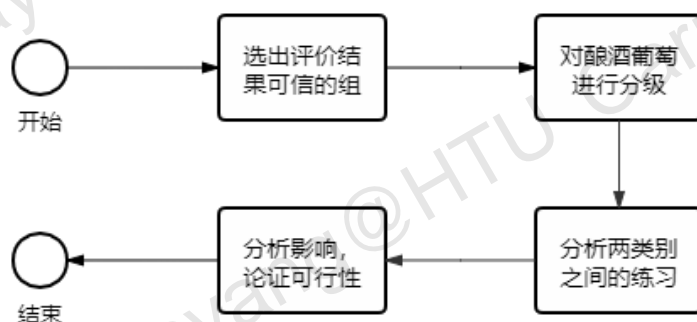 选出评价结
果可信的组
对酿酒葡萄
进行分级
开始
分析影响，
论证可行性
分析两类别
之间的练习
结束
@HTU